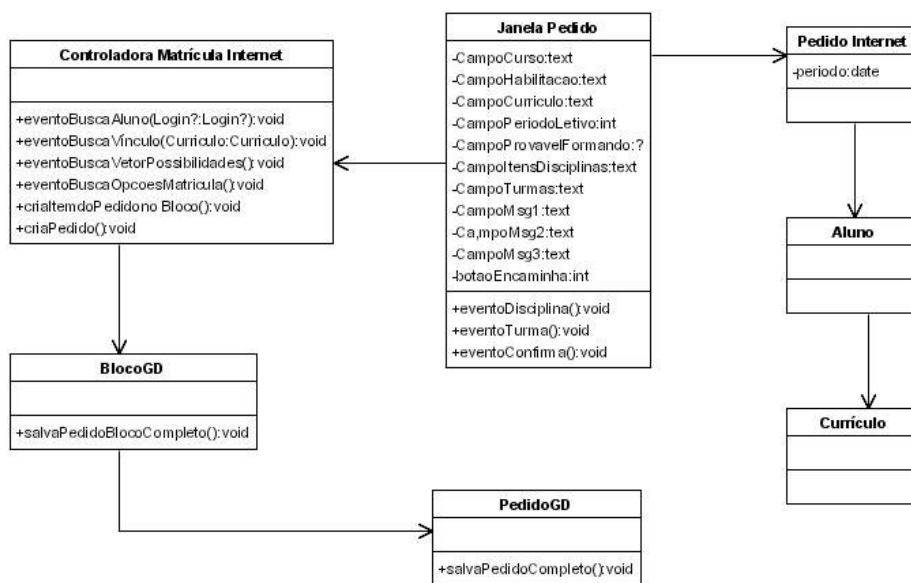 Controladora Matrícula Internet
+eventoBuscaAluno(Login?:Login?):void
+eventoBuscaVínculo(Curriculo:Curriculo):void
+eventoBuscaVetorPossibilidades():void
+eventoBuscaOpcoesMatricula():void
+criaItemdoPedidono Bloco():void
+criaPedido():void
Janela Pedido
-CampoCurso:text
-CampoHabilitacao:text
-CampoCurriculo:text
-CampoPeriodoLetivo:int
-CampoProvavelFormando:?
-CampoItensDisciplinas:text
-CampoTurmas:text
-CampoMsg1:text
-Ca,mpoMsg2:text
-CampoMsg3:text
-botaoEncaminha:int
+eventoDisciplina():void
+eventoTurma():void
+eventoConfirma():void
Pedido Internet
-periodo:date
Aluno
Currículo
BlocoGD
+salvaPedidoBlocoCompleto():void
PedidoGD
+salvaPedidoCompleto():void